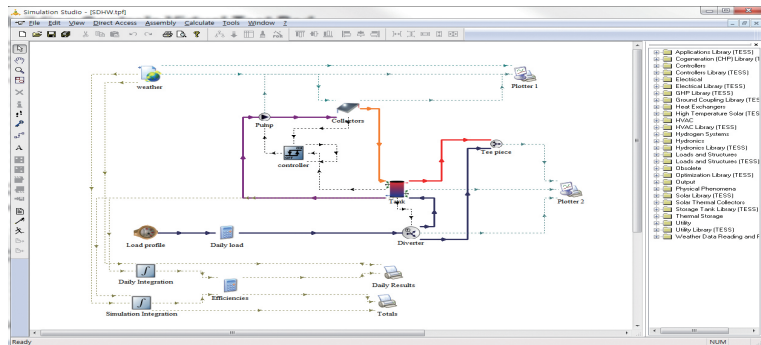 Simulation Studio - [SDHW.tpf]
File Edit View Direct Access Assembly Calculate Tools Window ?
weather
Plotter 1
Pump
Collectors
controller
Tee piece
Tank
Plotter 2
Load profile
Daily load
Diverter
Daily Integration
Daily Results
Efficiencies
Simulation Integration
Totals
Applications Library (TESS)
Cogeneration (CHP) Library (T
Controllers
Controllers Library (TESS)
Electrical
Electrical Library (TESS)
GHP Library (TESS)
Ground Coupling Library (TES
Heat Exchangers
High Temperature Solar (TES
HVAC
HVAC Library (TESS)
Hydrogen Systems
Hydronics
Hydronics Library (TESS)
Loads and Structures
Loads and Structures (TESS)
Obsolete
Optimization Library (TESS)
Output
Physical Phenomena
Solar Library (TESS)
Solar Thermal Collectors
Storage Tank Library (TESS)
Thermal Storage
Utility
Utility Library (TESS)
Weather Data Reading and F
Ready
NUM